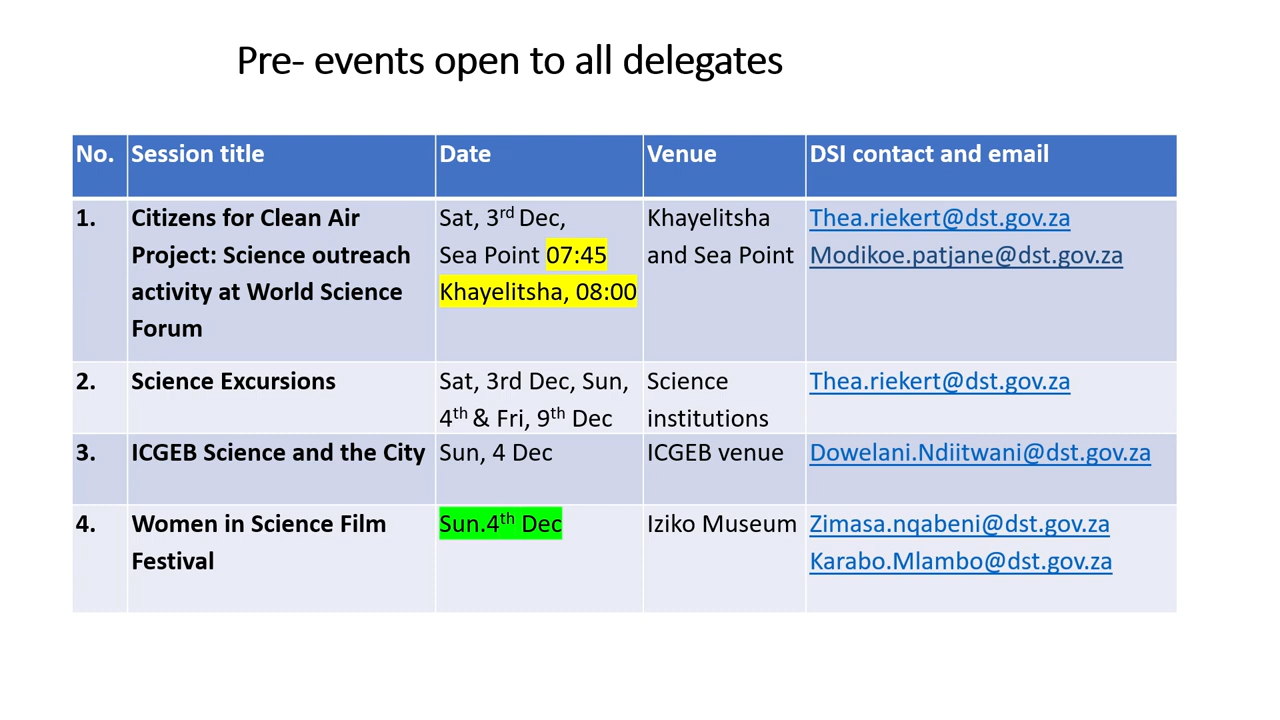 Pre- events open to all delegates
No. Session title Date Venue DSI contact and email
1. Citizens for Clean Air Project: Science outreach activity at World Science Forum Sat, 3rd Dec, Sea Point 07:45 Khayelitsha, 08:00 Khayelitsha and Sea Point Thea.riekert@dst.gov.za Modikoe.patjane@dst.gov.za
2. Science Excursions Sat, 3rd Dec, Sun, 4th & Fri, 9th Dec Science institutions Thea.riekert@dst.gov.za
3. ICGEB Science and the City Sun, 4 Dec ICGEB venue Dowelani.Ndiitwani@dst.gov.za
4. Women in Science Film Festival Sun.4th Dec Iziko Museum Zimasa.nqabeni@dst.gov.za Karabo.Mlambo@dst.gov.za